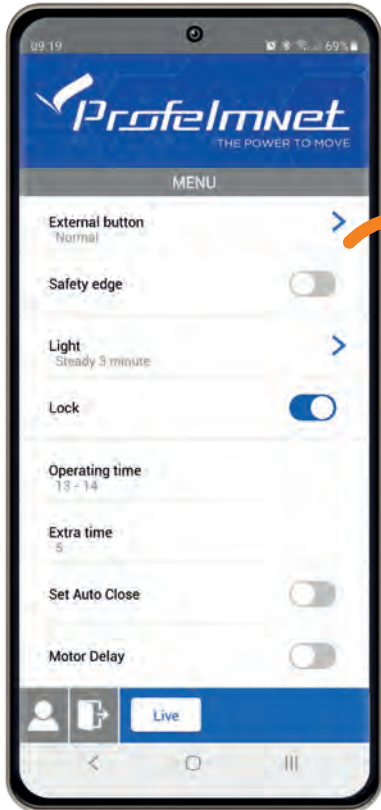 09:19
69%
Profelmnet
THE POWER TO MOVE
MENU
External button
Normal
Safety edge
Light
Steady 3 minute
Lock
Operating time
13 - 14
Extra time
5
Set Auto Close
Motor Delay
Live